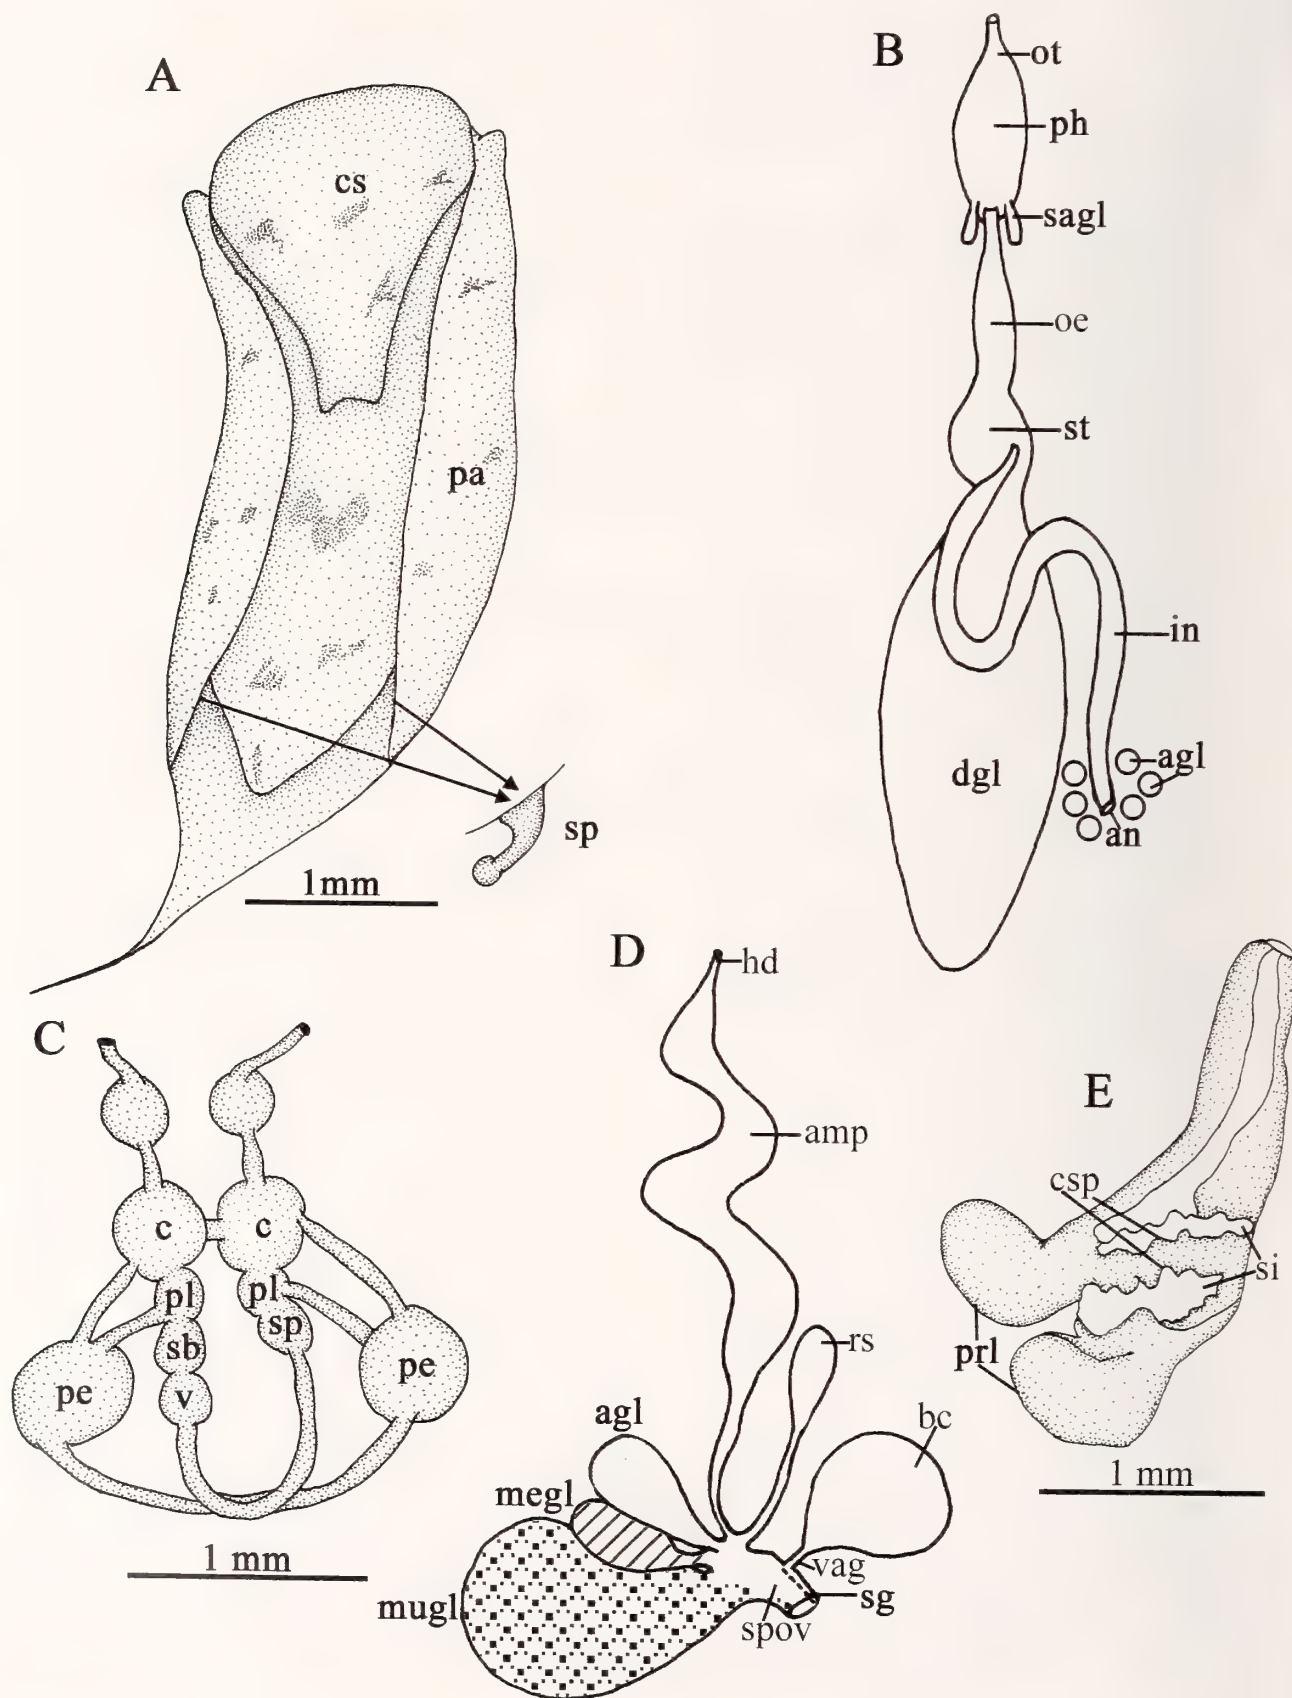 A
cs
pa
sp
1mm
B
ot
ph
sagl
oe
st
in
dgl
agl
an
C
c
c
pl
pl
sp
sb
pe
pe
v
1 mm
D
hd
amp
rs
agl
bc
megl
vag
mugl
sg
spov
E
csp
si
prl
1 mm